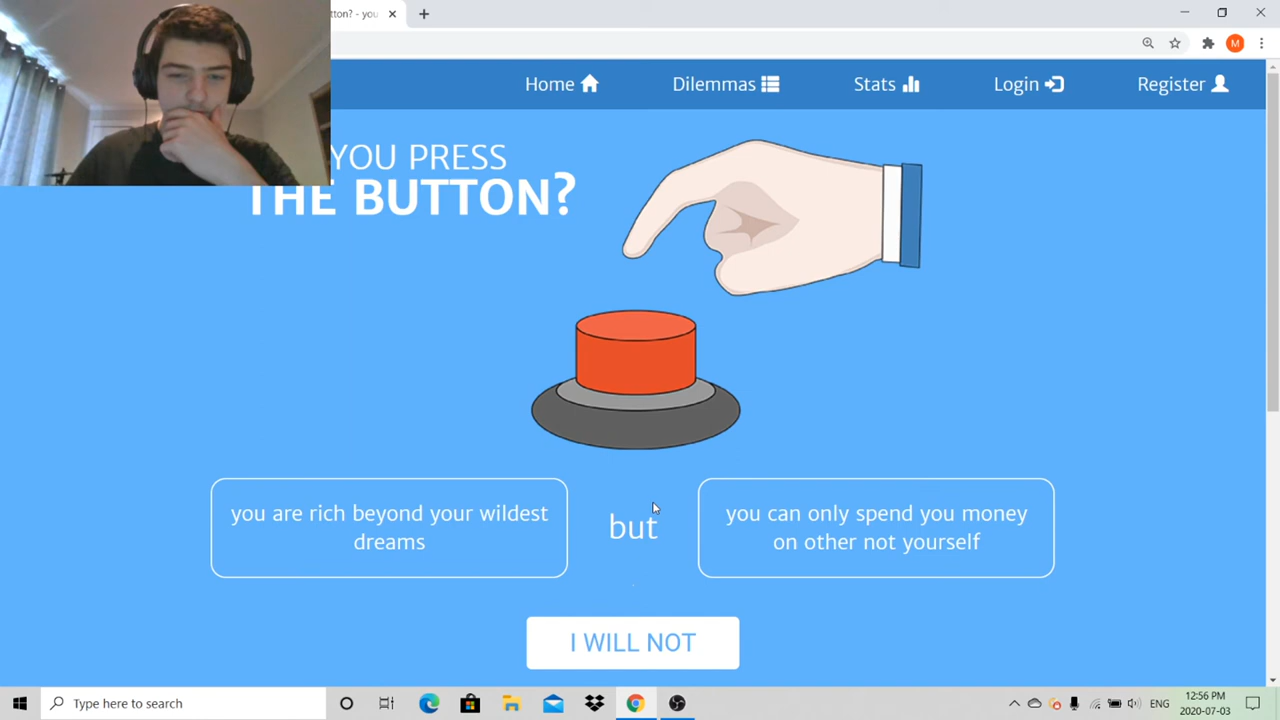 tton? - you
M
Home
Dilemmas
Stats
Login
Register
YOU PRESS
THE BUTTON?
you are rich beyond your wildest
dreams
but
you can only spend you money
on other not yourself
I WILL NOT
Type here to search
ENG
12:56 PM
2020-07-03